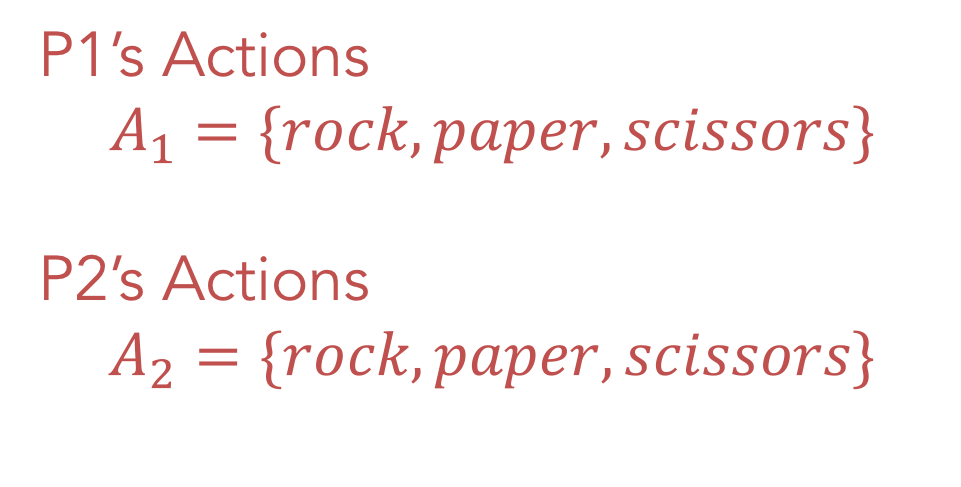 P1’s Actions
A₁ = {rock, paper, scissors}
P2’s Actions
A₂ = {rock, paper, scissors}